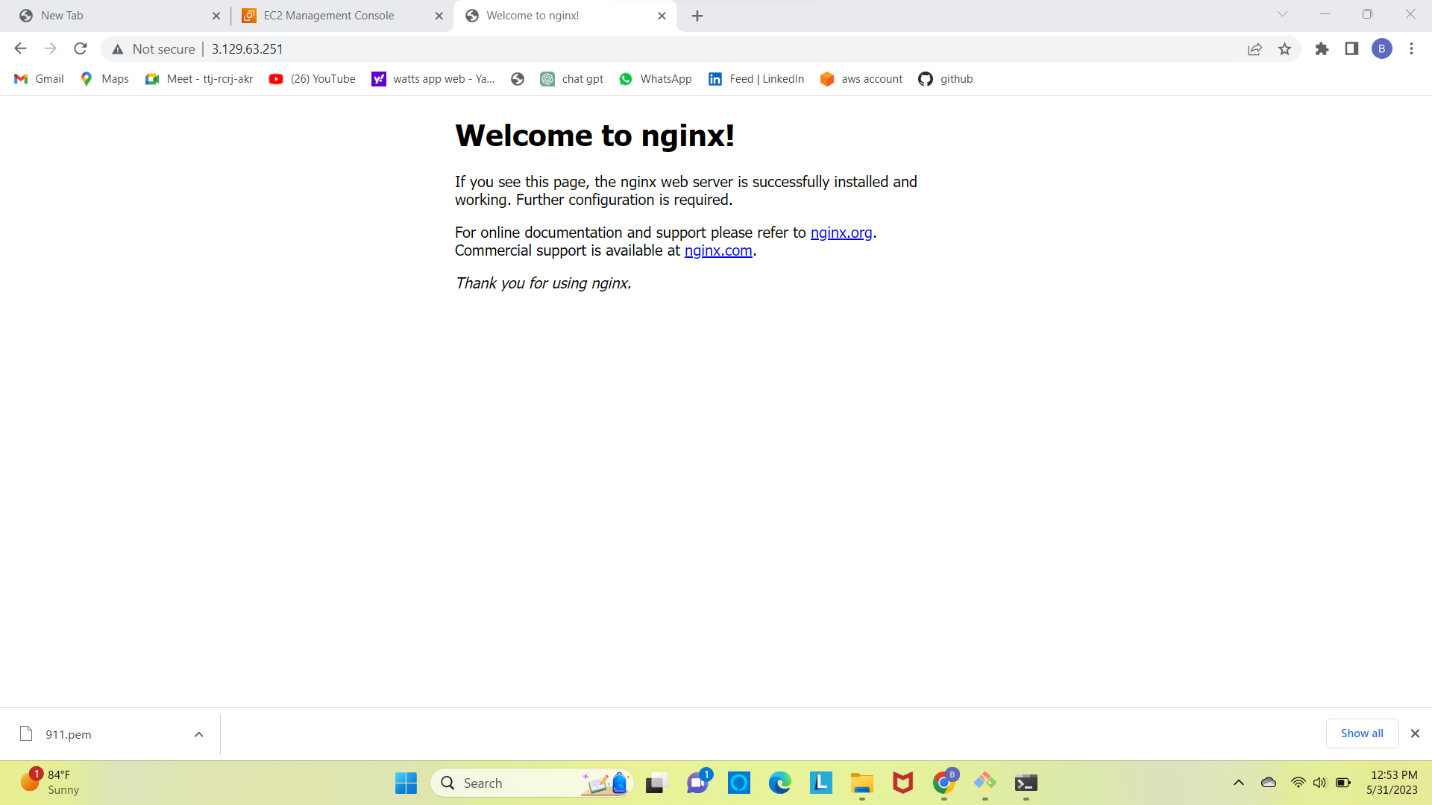 New Tab
EC2 Management Console
Welcome to nginx!
Not secure | 3.129.63.251
B
Gmail
Maps
Meet - ttj-rcrj-akr
(26) YouTube
watts app web - Ya...
chat gpt
WhatsApp
Feed | LinkedIn
aws account
github
Welcome to nginx!
If you see this page, the nginx web server is successfully installed and
working. Further configuration is required.
For online documentation and support please refer to nginx.org.
Commercial support is available at nginx.com.
Thank you for using nginx.
911.pem
Show all
1
84°F
Sunny
Search
1
L
B
12:53 PM
5/31/2023